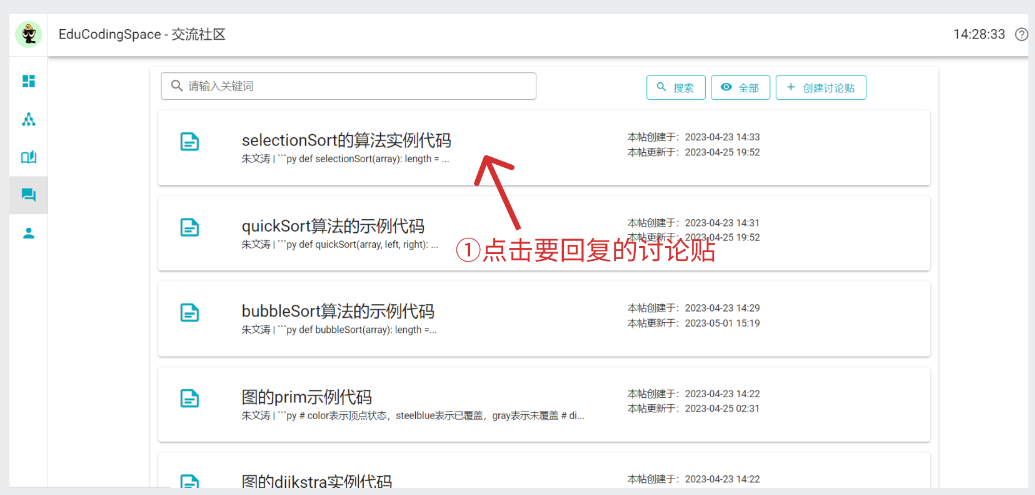 EduCodingSpace - 交流社区
14:28:33
请输入关键词
搜索
全部
创建讨论贴
selectionSort的算法实例代码
朱文涛 | ```py def selectionSort(array): length = ...
本帖创建于：2023-04-23 14:33
本帖更新于：2023-04-25 19:52
quickSort算法的示例代码
朱文涛 | ```py def quickSort(array, left, right): ...
本帖创建于：2023-04-23 14:31
本帖更新于：2023-04-25 19:52
①点击要回复的讨论贴
bubbleSort算法的示例代码
朱文涛 | ```py def bubbleSort(array): length =...
本帖创建于：2023-04-23 14:29
本帖更新于：2023-05-01 15:19
图的prim示例代码
朱文涛 | ```py # color表示顶点状态，steelblue表示已覆盖，gray表示未覆盖 # di...
本帖创建于：2023-04-23 14:22
本帖更新于：2023-04-25 02:31
图的dijkstra实例代码
本帖创建于：2023-04-23 14:22